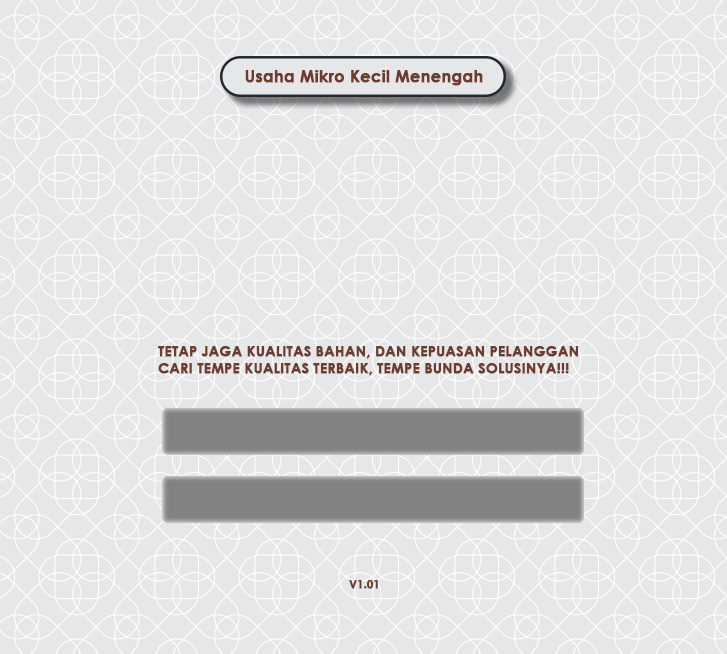 Usaha Mikro Kecil Menengah
TETAP JAGA KUALITAS BAHAN, DAN KEPUASAN PELANGGAN
CARI TEMPE KUALITAS TERBAIK, TEMPE BUNDA SOLUSINYA!!!
V1.01